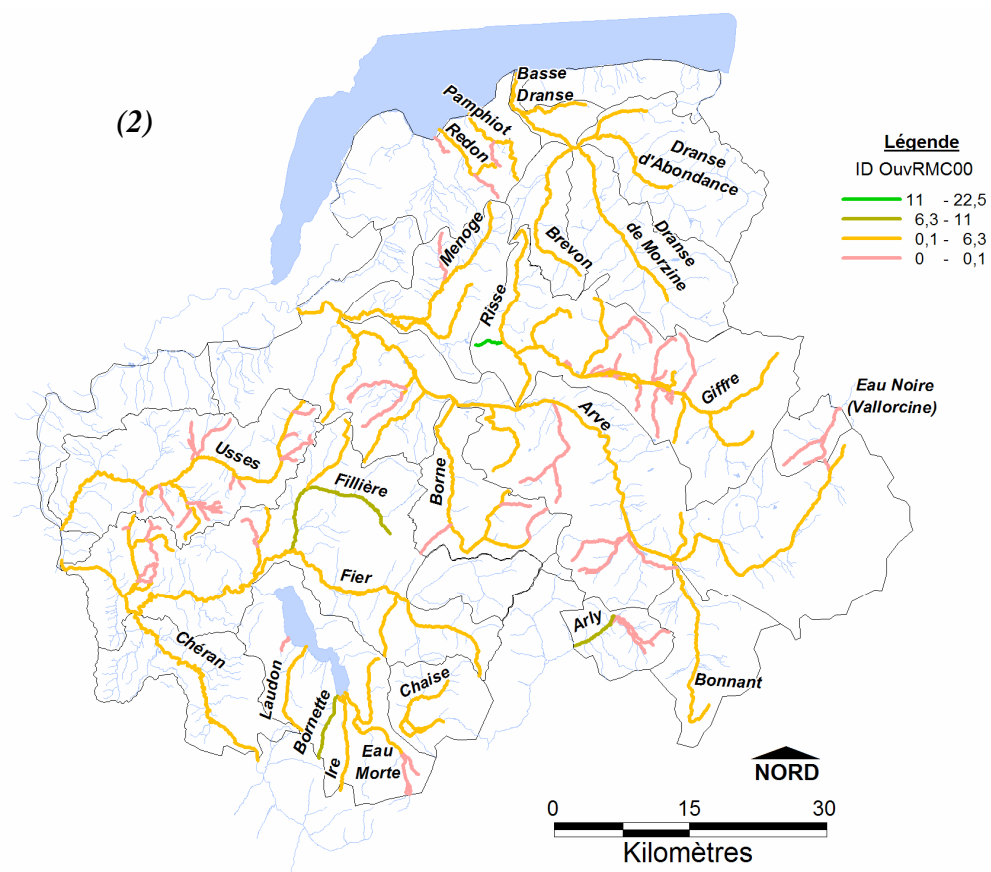 (2)
Basse
Dranse
Pamphiot
Redon
Dranse
d'Abondance
Légende
ID OuvRMC00
11 - 22,5
6,3 - 11
0,1 - 6,3
0 - 0,1
Menoge
Brevon
Dranse
de Morzine
Risse
Giffre
Eau Noire
(Vallorcine)
Arve
Usses
Borne
Fillière
Fier
Arly
Chéran
Laudon
Bornette
Chaise
Bonnant
Ire
Eau
Morte
NORD
0 15 30
Kilomètres